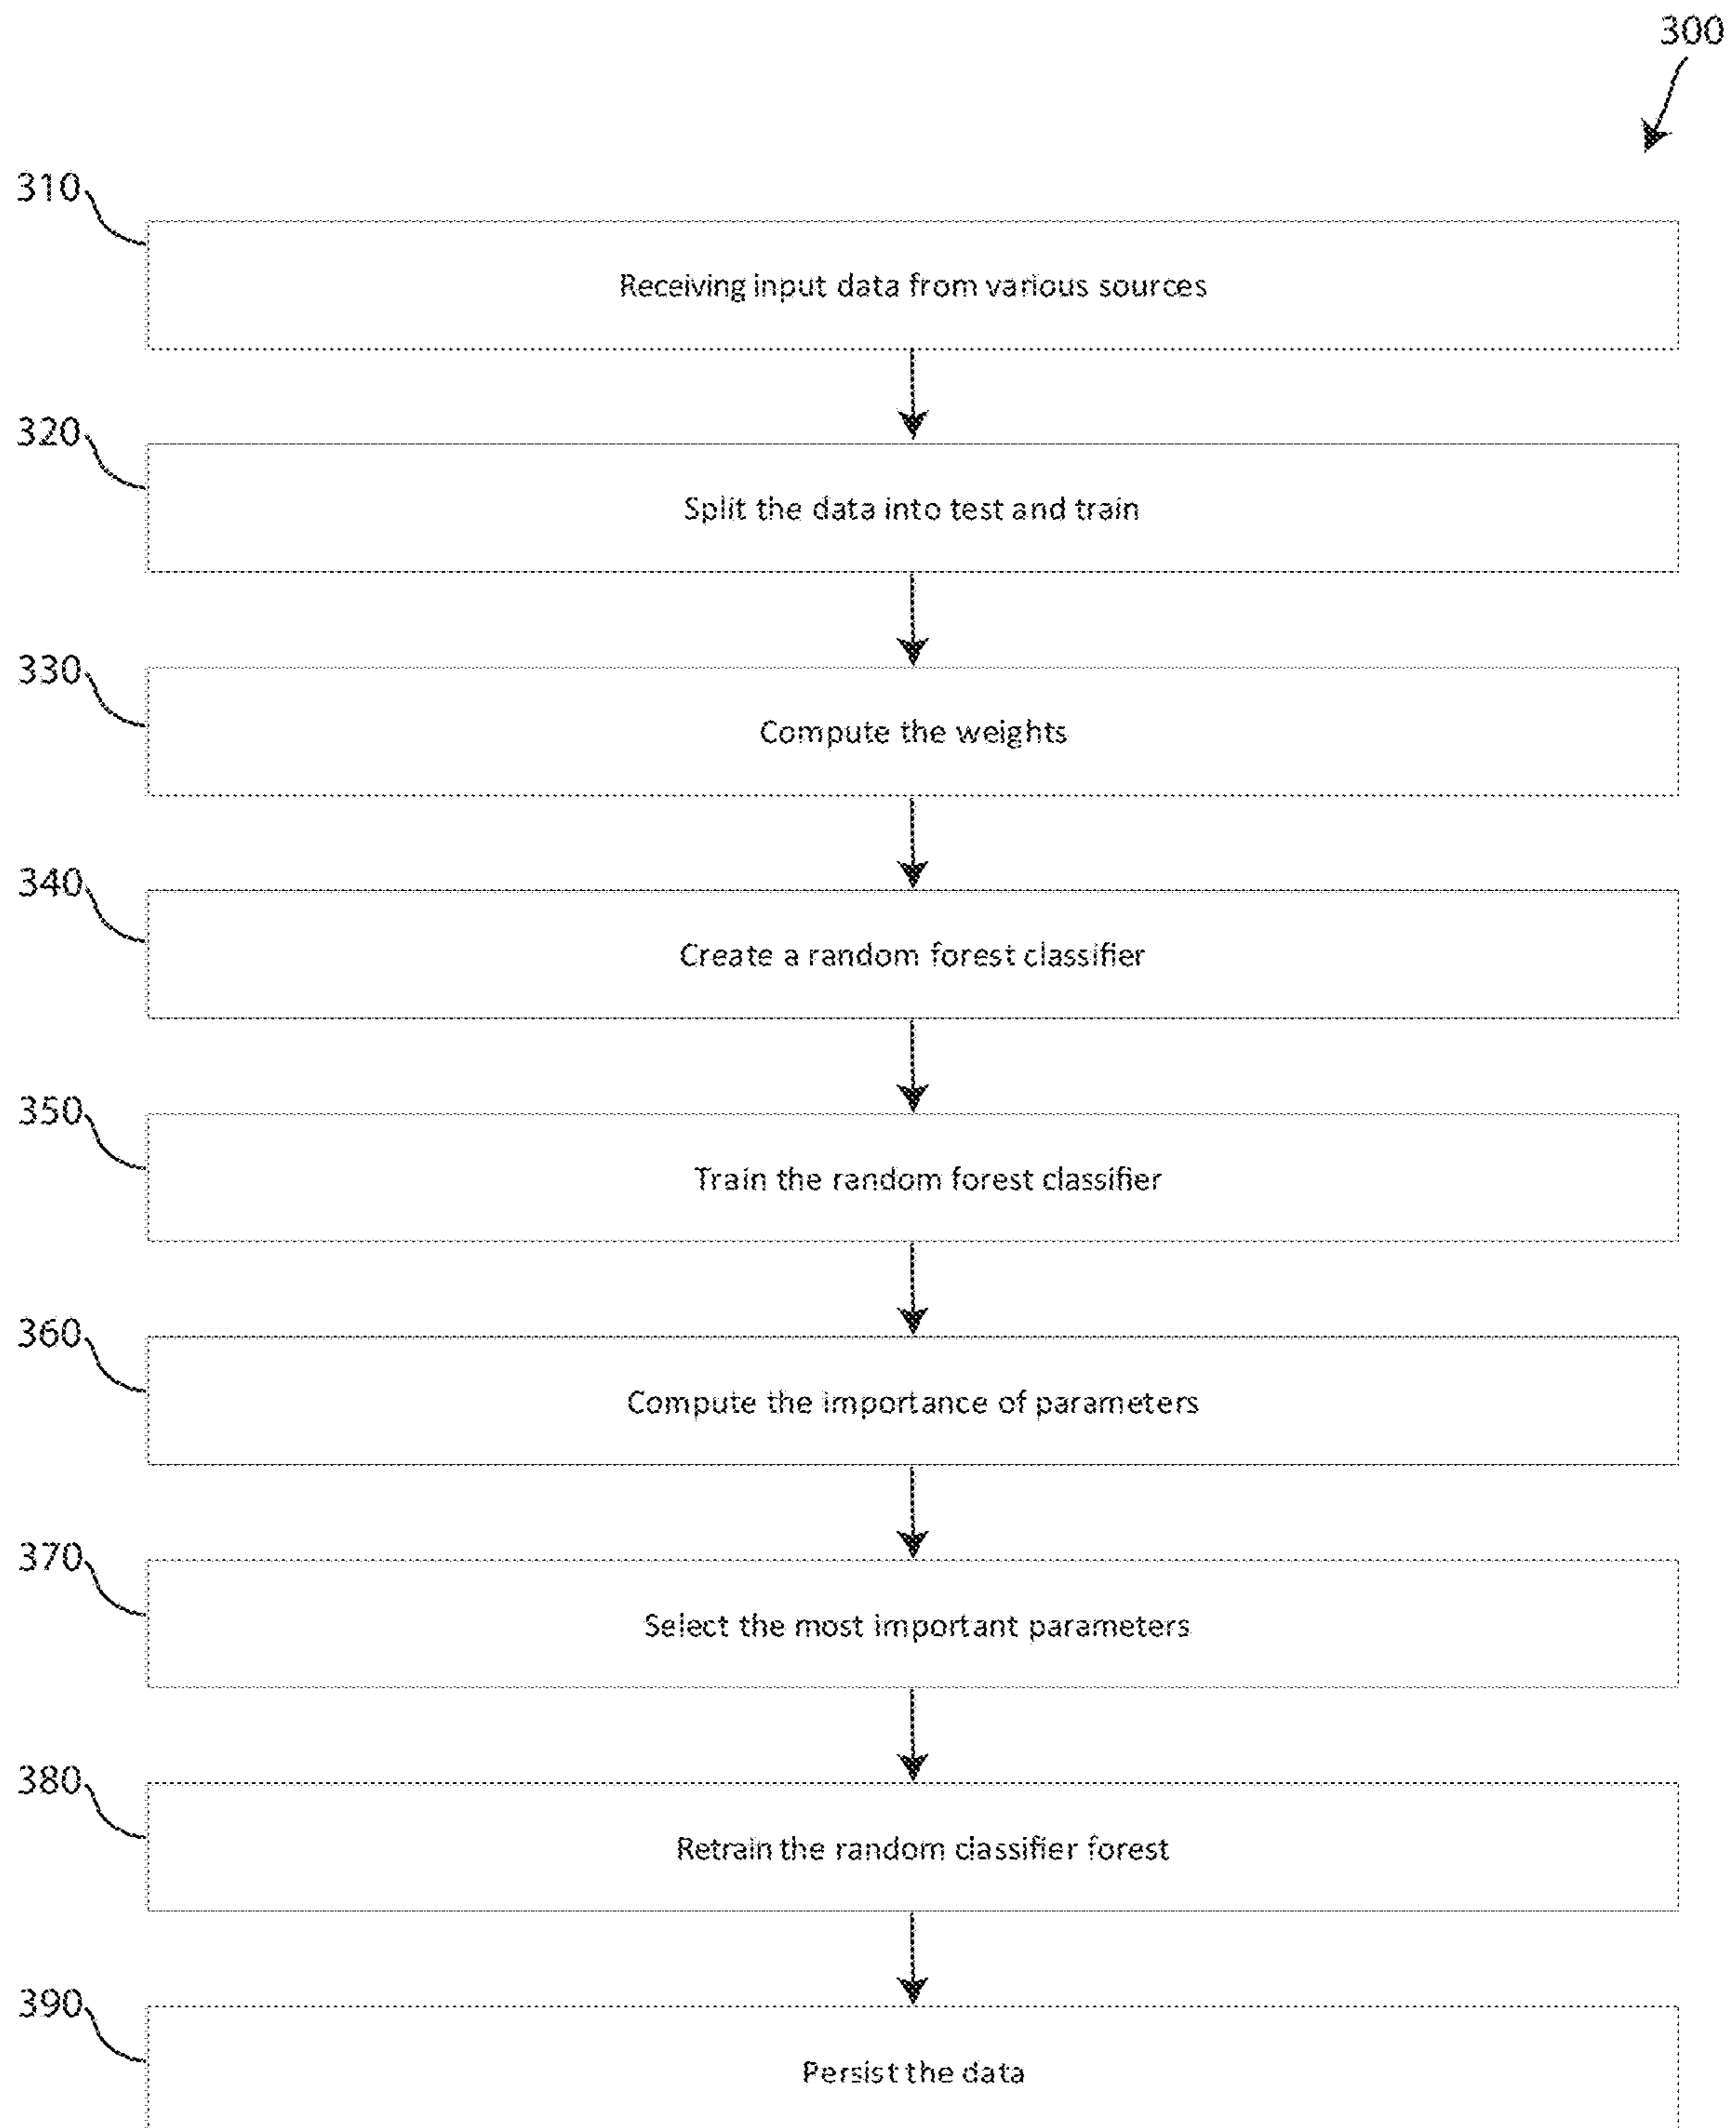 300
310
Receiving input data from various sources
320
Split the data into test and train
330
Compute the weights
340
Create a random forest classifier
350
Train the random forest classifier
360
Compute the importance of parameters
370
Select the most important parameters
380
Retrain the random classifier forest
390
Persist the data